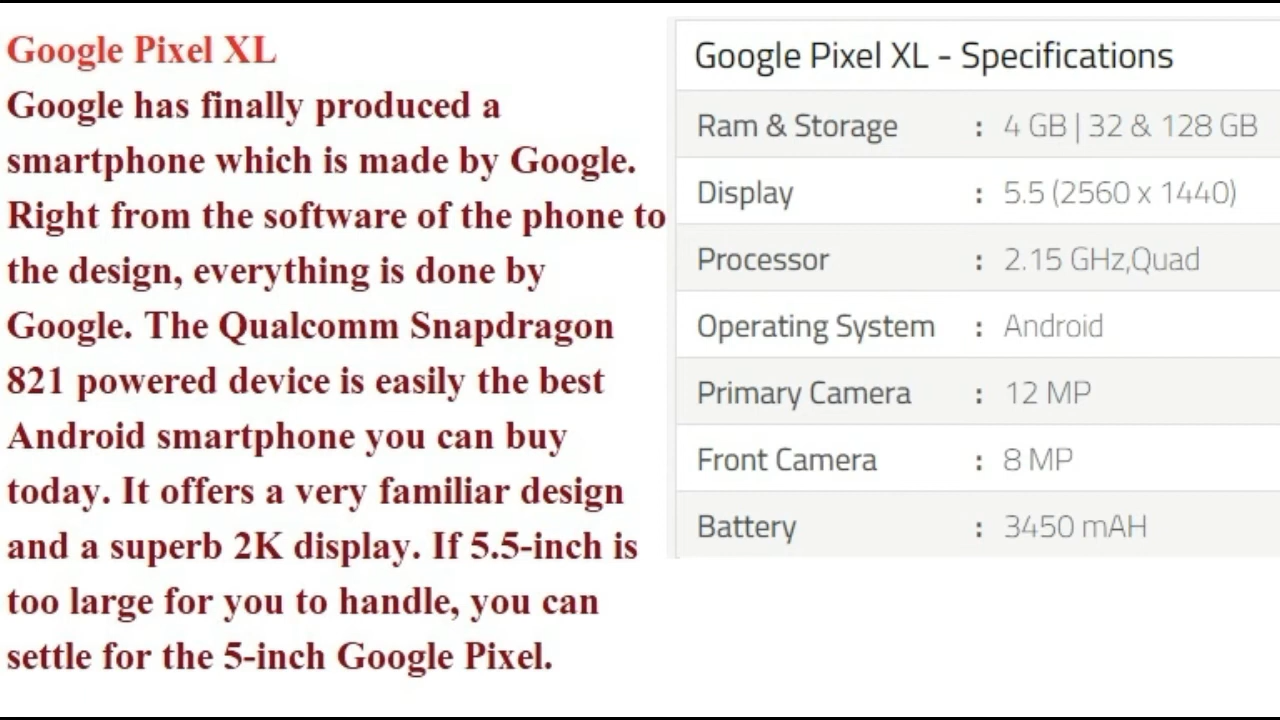 Google Pixel XL
Google has finally produced a
smartphone which is made by Google.
Right from the software of the phone to
the design, everything is done by
Google. The Qualcomm Snapdragon
821 powered device is easily the best
Android smartphone you can buy
today. It offers a very familiar design
and a superb 2K display. If 5.5-inch is
too large for you to handle, you can
settle for the 5-inch Google Pixel.
Google Pixel XL - Specifications
Ram & Storage : 4 GB | 32 & 128 GB
Display : 5.5 (2560 x 1440)
Processor : 2.15 GHz,Quad
Operating System : Android
Primary Camera : 12 MP
Front Camera : 8 MP
Battery : 3450 mAH